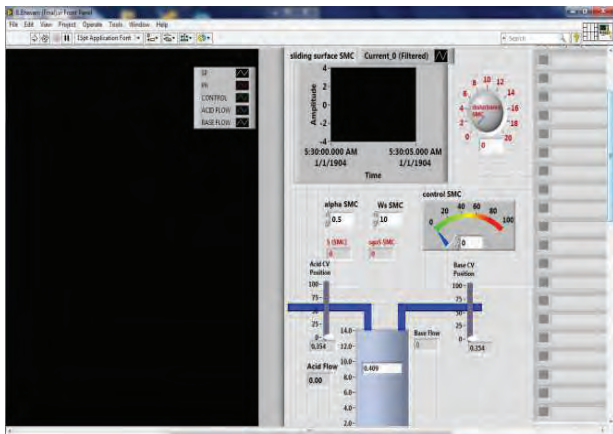 File Edit View Project Operate Tools Window Help
13pt Application Font
Search
SP
CONTROL
ACID FLOW
BASE FLOW
sliding surface SMC Current_0 (Filtered)
Amplitude
4
2
0
-2
-4
5:30:00.000 AM 5:30:05.000 AM
1/1/1904 1/1/1904
Time
0 2 4 6 8 10 12 14 16 18 20
SMC
0
alpha SMC Ws SMC
0.5 10
S (SMC) SMC
0 0
control SMC
0 20 40 60 80 100
0
Acid CV
Position
100
75
25
0
0.354
Base CV
Position
100
75
50
25
0
0.354
Base Flow
0
Acid Flow
0.00
14.0
12.0
10.0
8.0
6.0
4.0
2.0
0.409